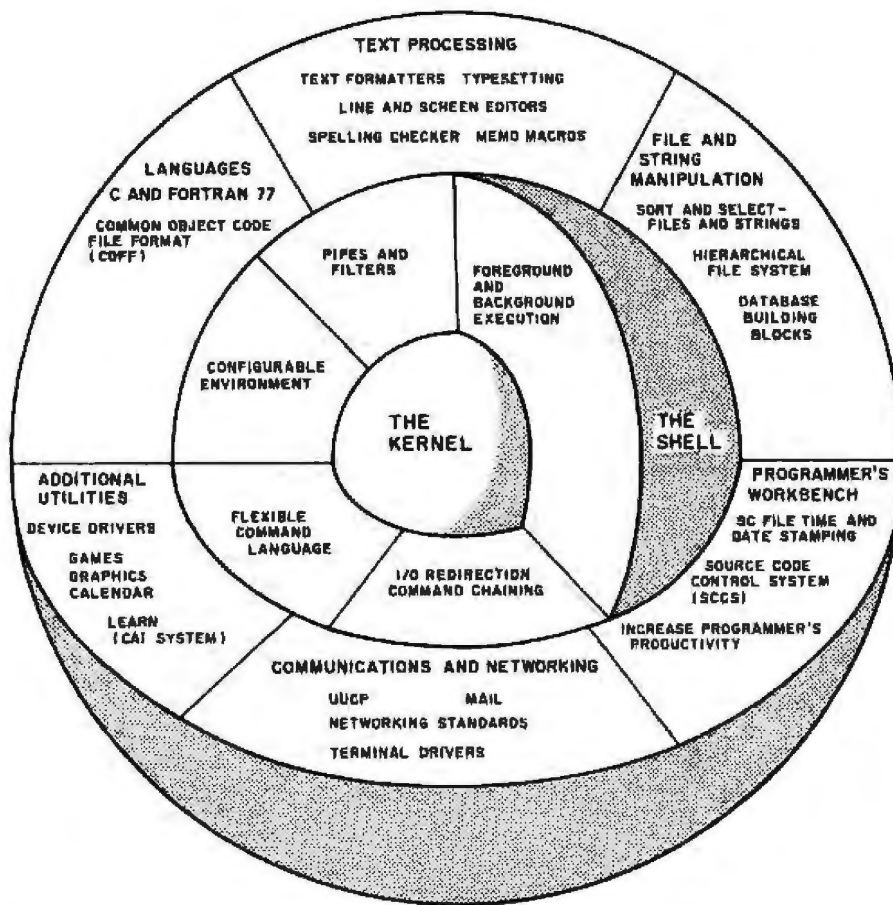 TEXT PROCESSING
TEXT FORMATTERS TYPESETTING
LINE AND SCREEN EDITORS
SPELLING CHECKER MEMO MACROS
FILE AND
STRING
MANIPULATION
SORT AND SELECT-
FILES AND STRINGS
HIERARCHICAL
FILE SYSTEM
DATABASE
BUILDING
BLOCKS
LANGUAGES
C AND FORTRAN 77
COMMON OBJECT CODE
FILE FORMAT
(COFF)
PIPES AND
FILTERS
FOREGROUND
AND
BACKGROUND
EXECUTION
CONFIGURABLE
ENVIRONMENT
THE
KERNEL
THE
SHELL
ADDITIONAL
UTILITIES
DEVICE DRIVERS
GAMES
GRAPHICS
CALENDAR
LEARN
(CAI SYSTEM)
FLEXIBLE
COMMAND
LANGUAGE
I/O REDIRECTION
COMMAND CHAINING
PROGRAMMER'S
WORKBENCH
SC FILE TIME AND
DATE STAMPING
SOURCE CODE
CONTROL SYSTEM
(SCCS)
INCREASE PROGRAMMER'S
PRODUCTIVITY
COMMUNICATIONS AND NETWORKING
UUCP MAIL
NETWORKING STANDARDS
TERMINAL DRIVERS